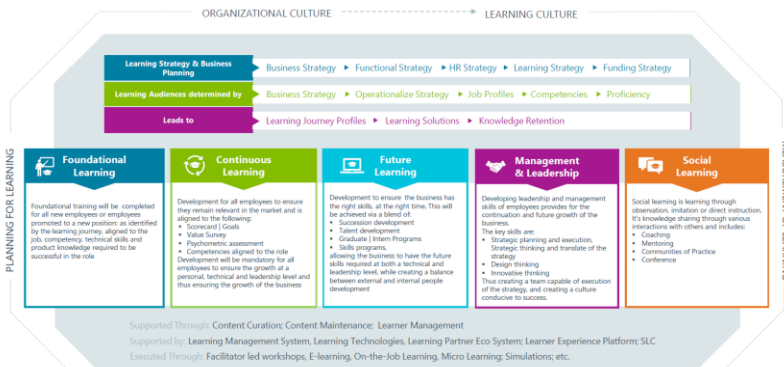 ORGANIZATIONAL CULTURE
LEARNING CULTURE
PLANNING FOR LEARNING
Learning Strategy & Business
Planning
Business Strategy
Functional Strategy
HR Strategy
Learning Strategy
Funding Strategy
Learning Audiences determined by
Business Strategy
Operationalize Strategy
Job Profiles
Competencies
Proficiency
Leads to
Learning Journey Profiles
Learning Solutions
Knowledge Retention
Foundational
Learning
Foundational training will be completed
for all new employees or employees
promoted to a new position: as identified
by the learning journey, aligned to the
job, competency, technical skills and
product knowledge required to be
successful in the role
Continuous
Learning
Development for all employees to ensure
they remain relevant in the market and is
aligned to the following:
• Scorecard | Goals
• Value Survey
• Psychometric assessment
• Competencies aligned to the role
Development will be mandatory for all
employees to ensure the growth at a
personal, technical and leadership level and
thus ensuring the growth of the business
Future
Learning
Development to ensure the business has
the right skills, at the right time. This will
be achieved via a blend of:
• Succession development
• Talent development
• Graduate | Intern Programs
• Skills programs,
allowing the business to have the future
skills required at both a technical and
leadership level, while creating a balance
between external and internal people
development
Management
& Leadership
Developing leadership and management
skills of employees provides for the
continuation and future growth of the
business.
The key skills are:
• Strategic planning and execution,
Strategic thinking and translate of the
strategy
• Design thinking
• Innovative thinking
Thus creating a team capable of execution
of the strategy, and creating a culture
conducive to success.
Social
Learning
Social learning is learning through
observation, imitation or direct instruction.
It's knowledge sharing through various
interactions with others and includes:
• Coaching
• Mentoring
• Communities of Practice
• Conference
Supported Through: Content Curation; Content Maintenance; Learner Management
Supported by: Learning Management System, Learning Technologies, Learning Partner Eco System; Learner Experience Platform; SLC
Executed Through: Facilitator led workshops, E-learning, On-the-Job Learning, Micro Learning; Simulations; etc.